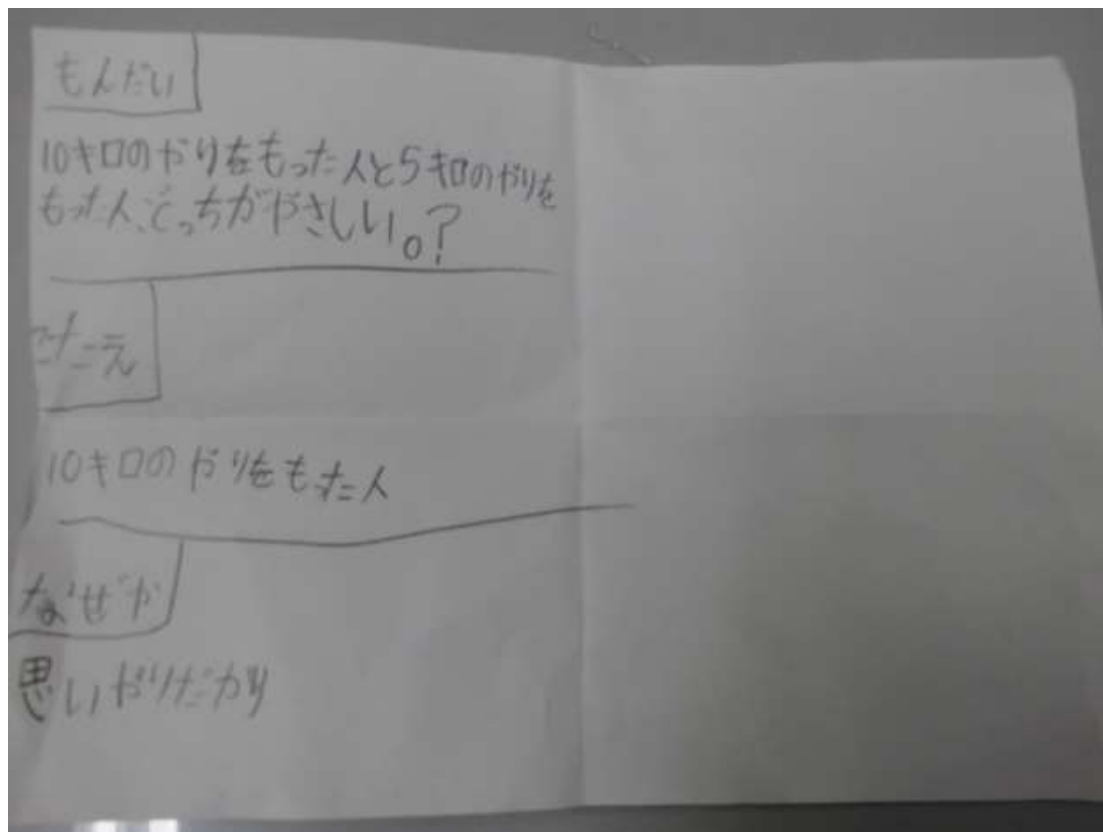 もんだい
10キロのやりをもった人と5キロのやりを
もった人、どっちがやさしい。?
こたえ
10キロのやりをもった人
なぜか
思いやりだから